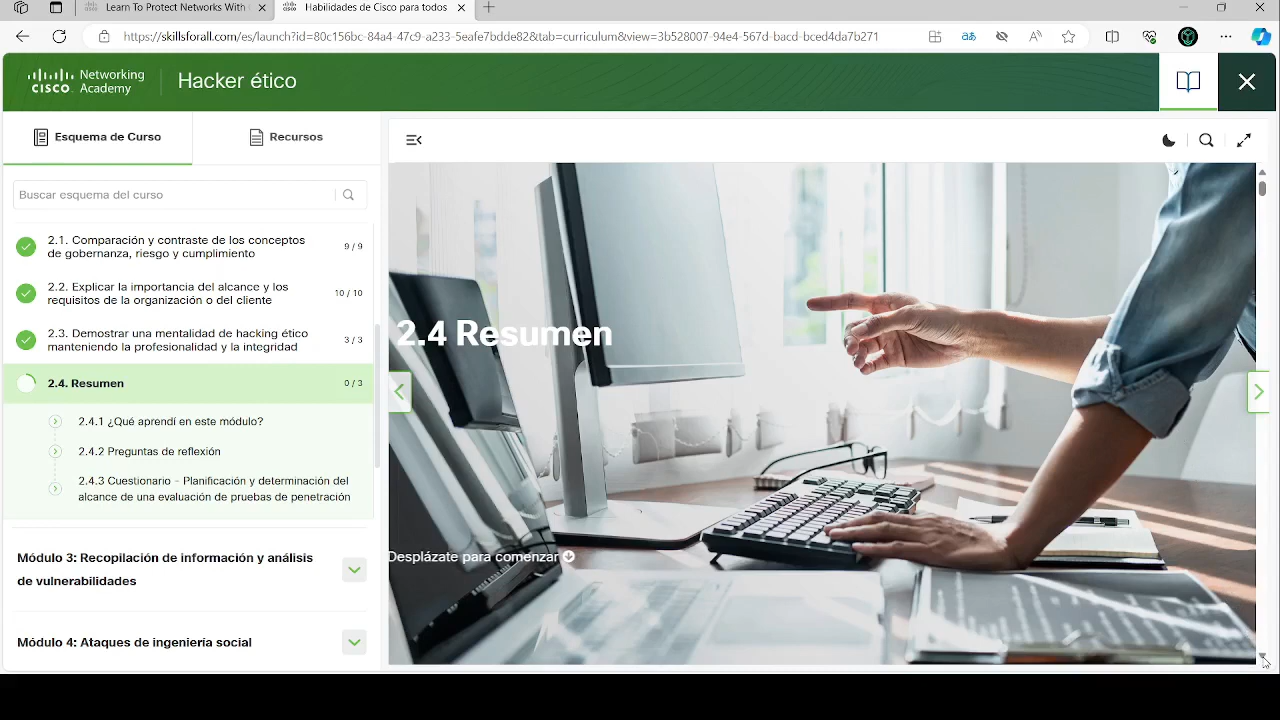 Learn To Protect Networks With
Habilidades de Cisco para todos
https://skillsforall.com/es/launch?id=80c156bc-84a4-47c9-a233-5eafe7bdde82&tab=curriculum&view=3b528007-94e4-567d-bacd-bced4da7b271
CISCO Networking Academy
Hacker ético
Esquema de Curso
Recursos
Buscar esquema del curso
2.1. Comparación y contraste de los conceptos
de gobernanza, riesgo y cumplimiento
9 / 9
2.2. Explicar la importancia del alcance y los
requisitos de la organización o del cliente
10 / 10
2.3. Demostrar una mentalidad de hacking ético
manteniendo la profesionalidad y la integridad
3 / 3
2.4. Resumen
0 / 3
2.4.1 ¿Qué aprendí en este módulo?
2.4.2 Preguntas de reflexión
2.4.3 Cuestionario - Planificación y determinación del
alcance de una evaluación de pruebas de penetración
Módulo 3: Recopilación de información y análisis
de vulnerabilidades
Módulo 4: Ataques de ingeniería social
2.4 Resumen
Desplázate para comenzar